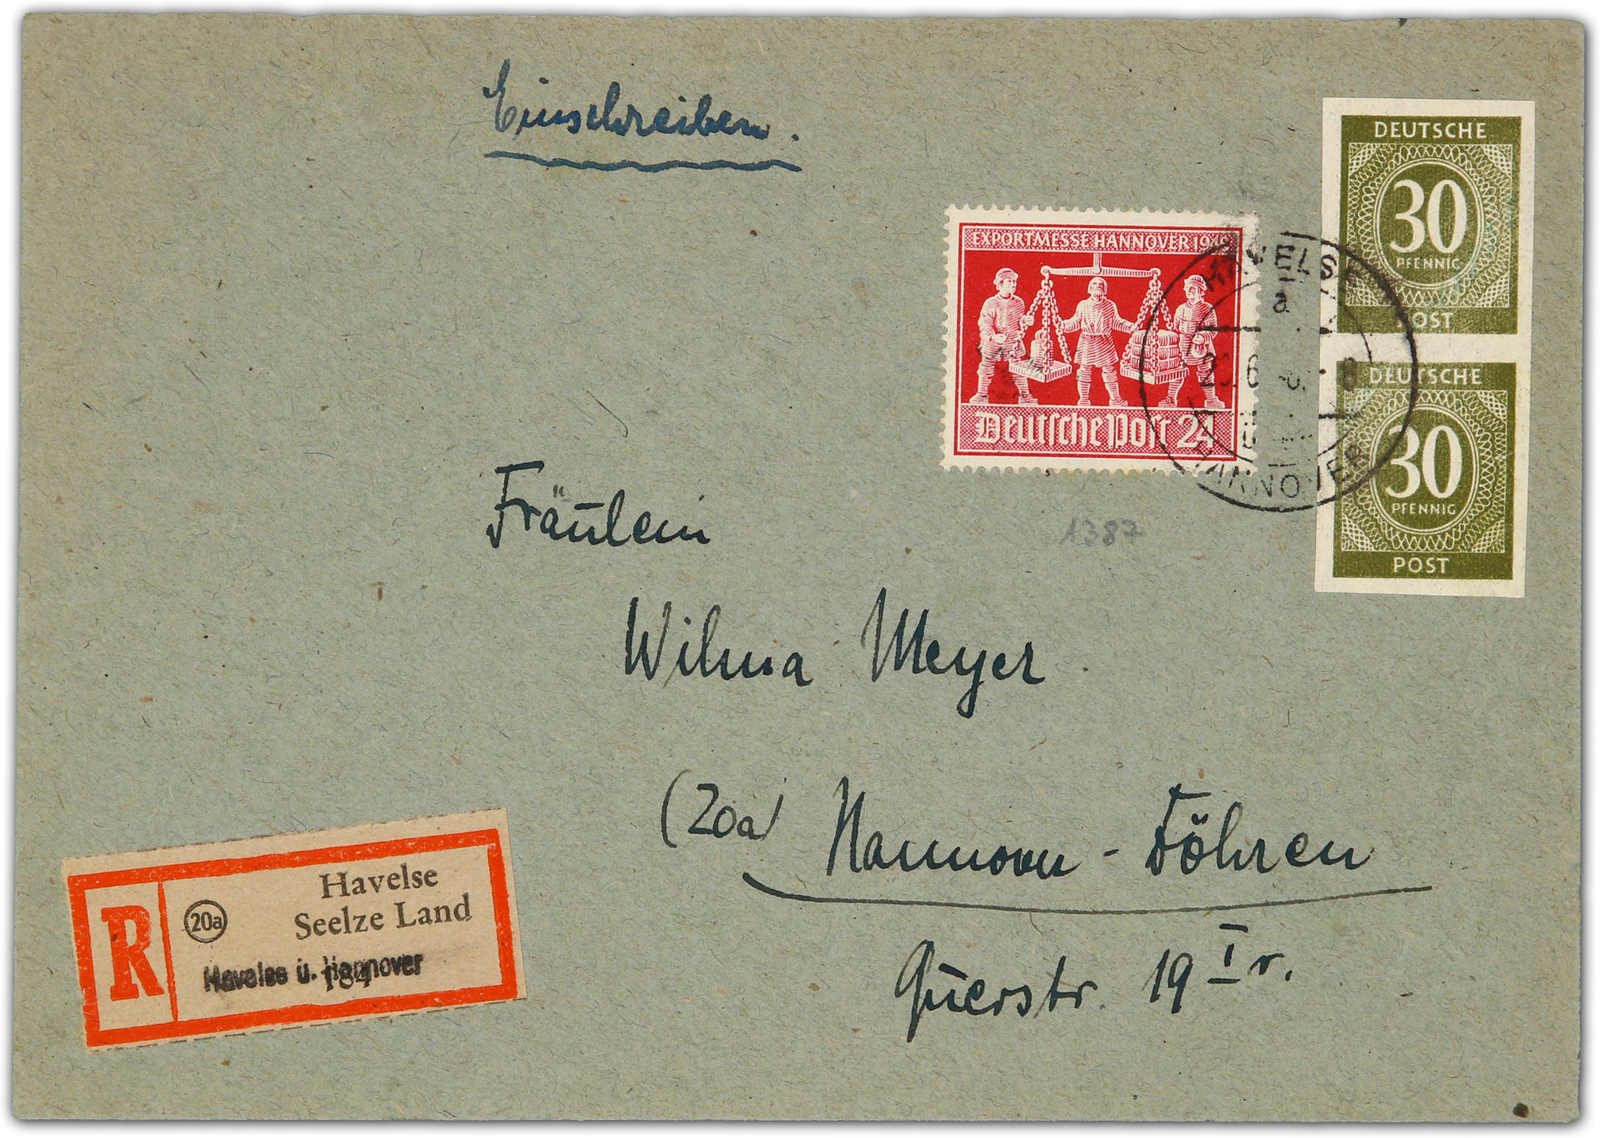 Einschreiben.
EXPORTMESSE HANNOVER 1948
Deutsche Post 24
DEUTSCHE
30
PFENNIG
POST
DEUTSCHE
30
PFENNIG
POST
HAVELSE
a
HANNOVER
1387
Fräulein
Wilma Meyer.
(20a) Hannover-Döhren
Querstr. 19 I r.
R
20a
Havelse
Seelze Land
Havelse ü. Hannover